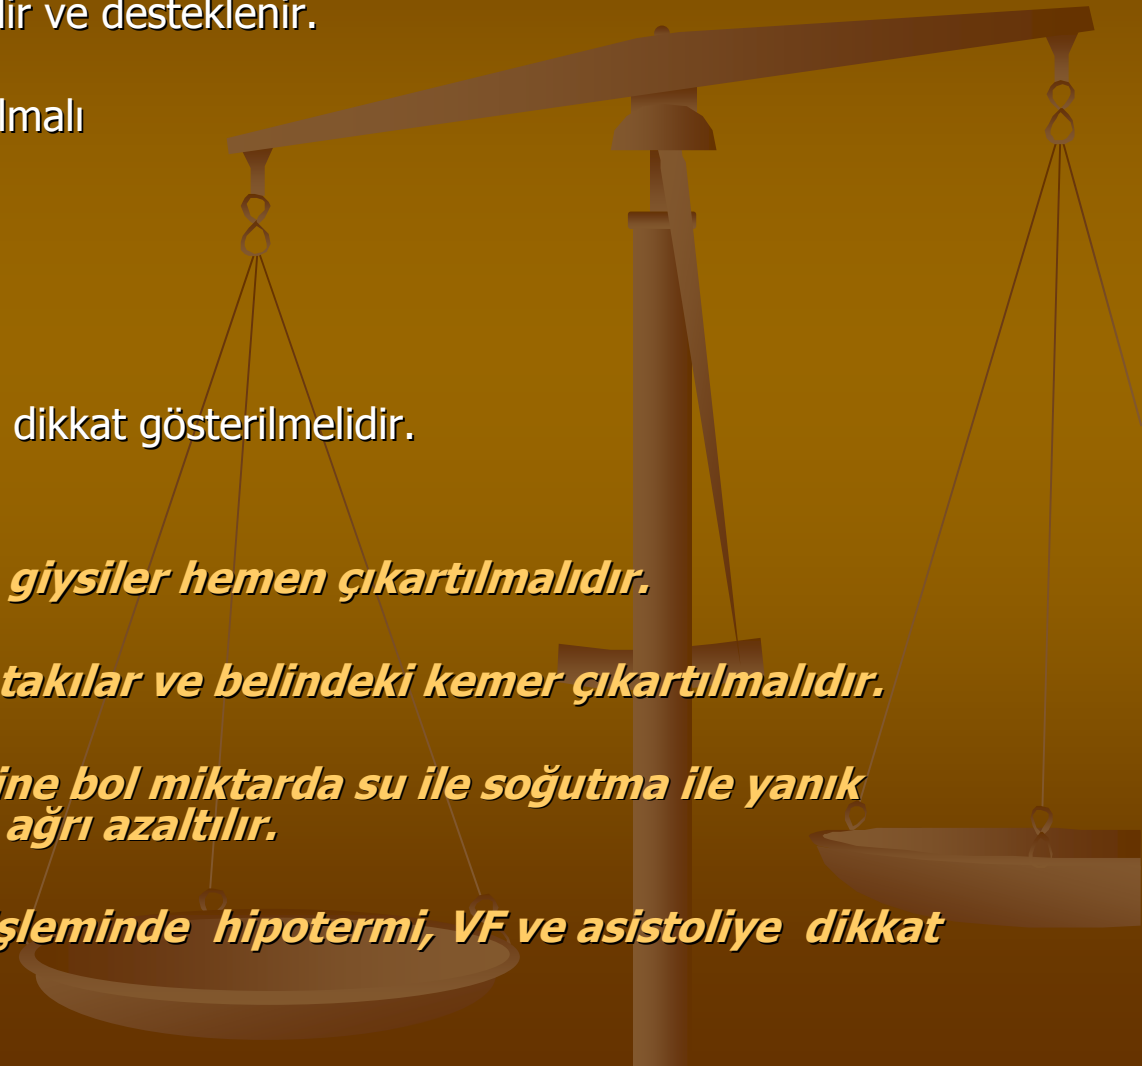 dir ve desteklenir.
lmalı
dikkat gösterilmelidir.
giysiler hemen çıkartılmalıdır.
takılar ve belindeki kemer çıkartılmalıdır.
ine bol miktarda su ile soğutma ile yanık
ağrı azaltılır.
şleminde hipotermi, VF ve asistoliye dikkat